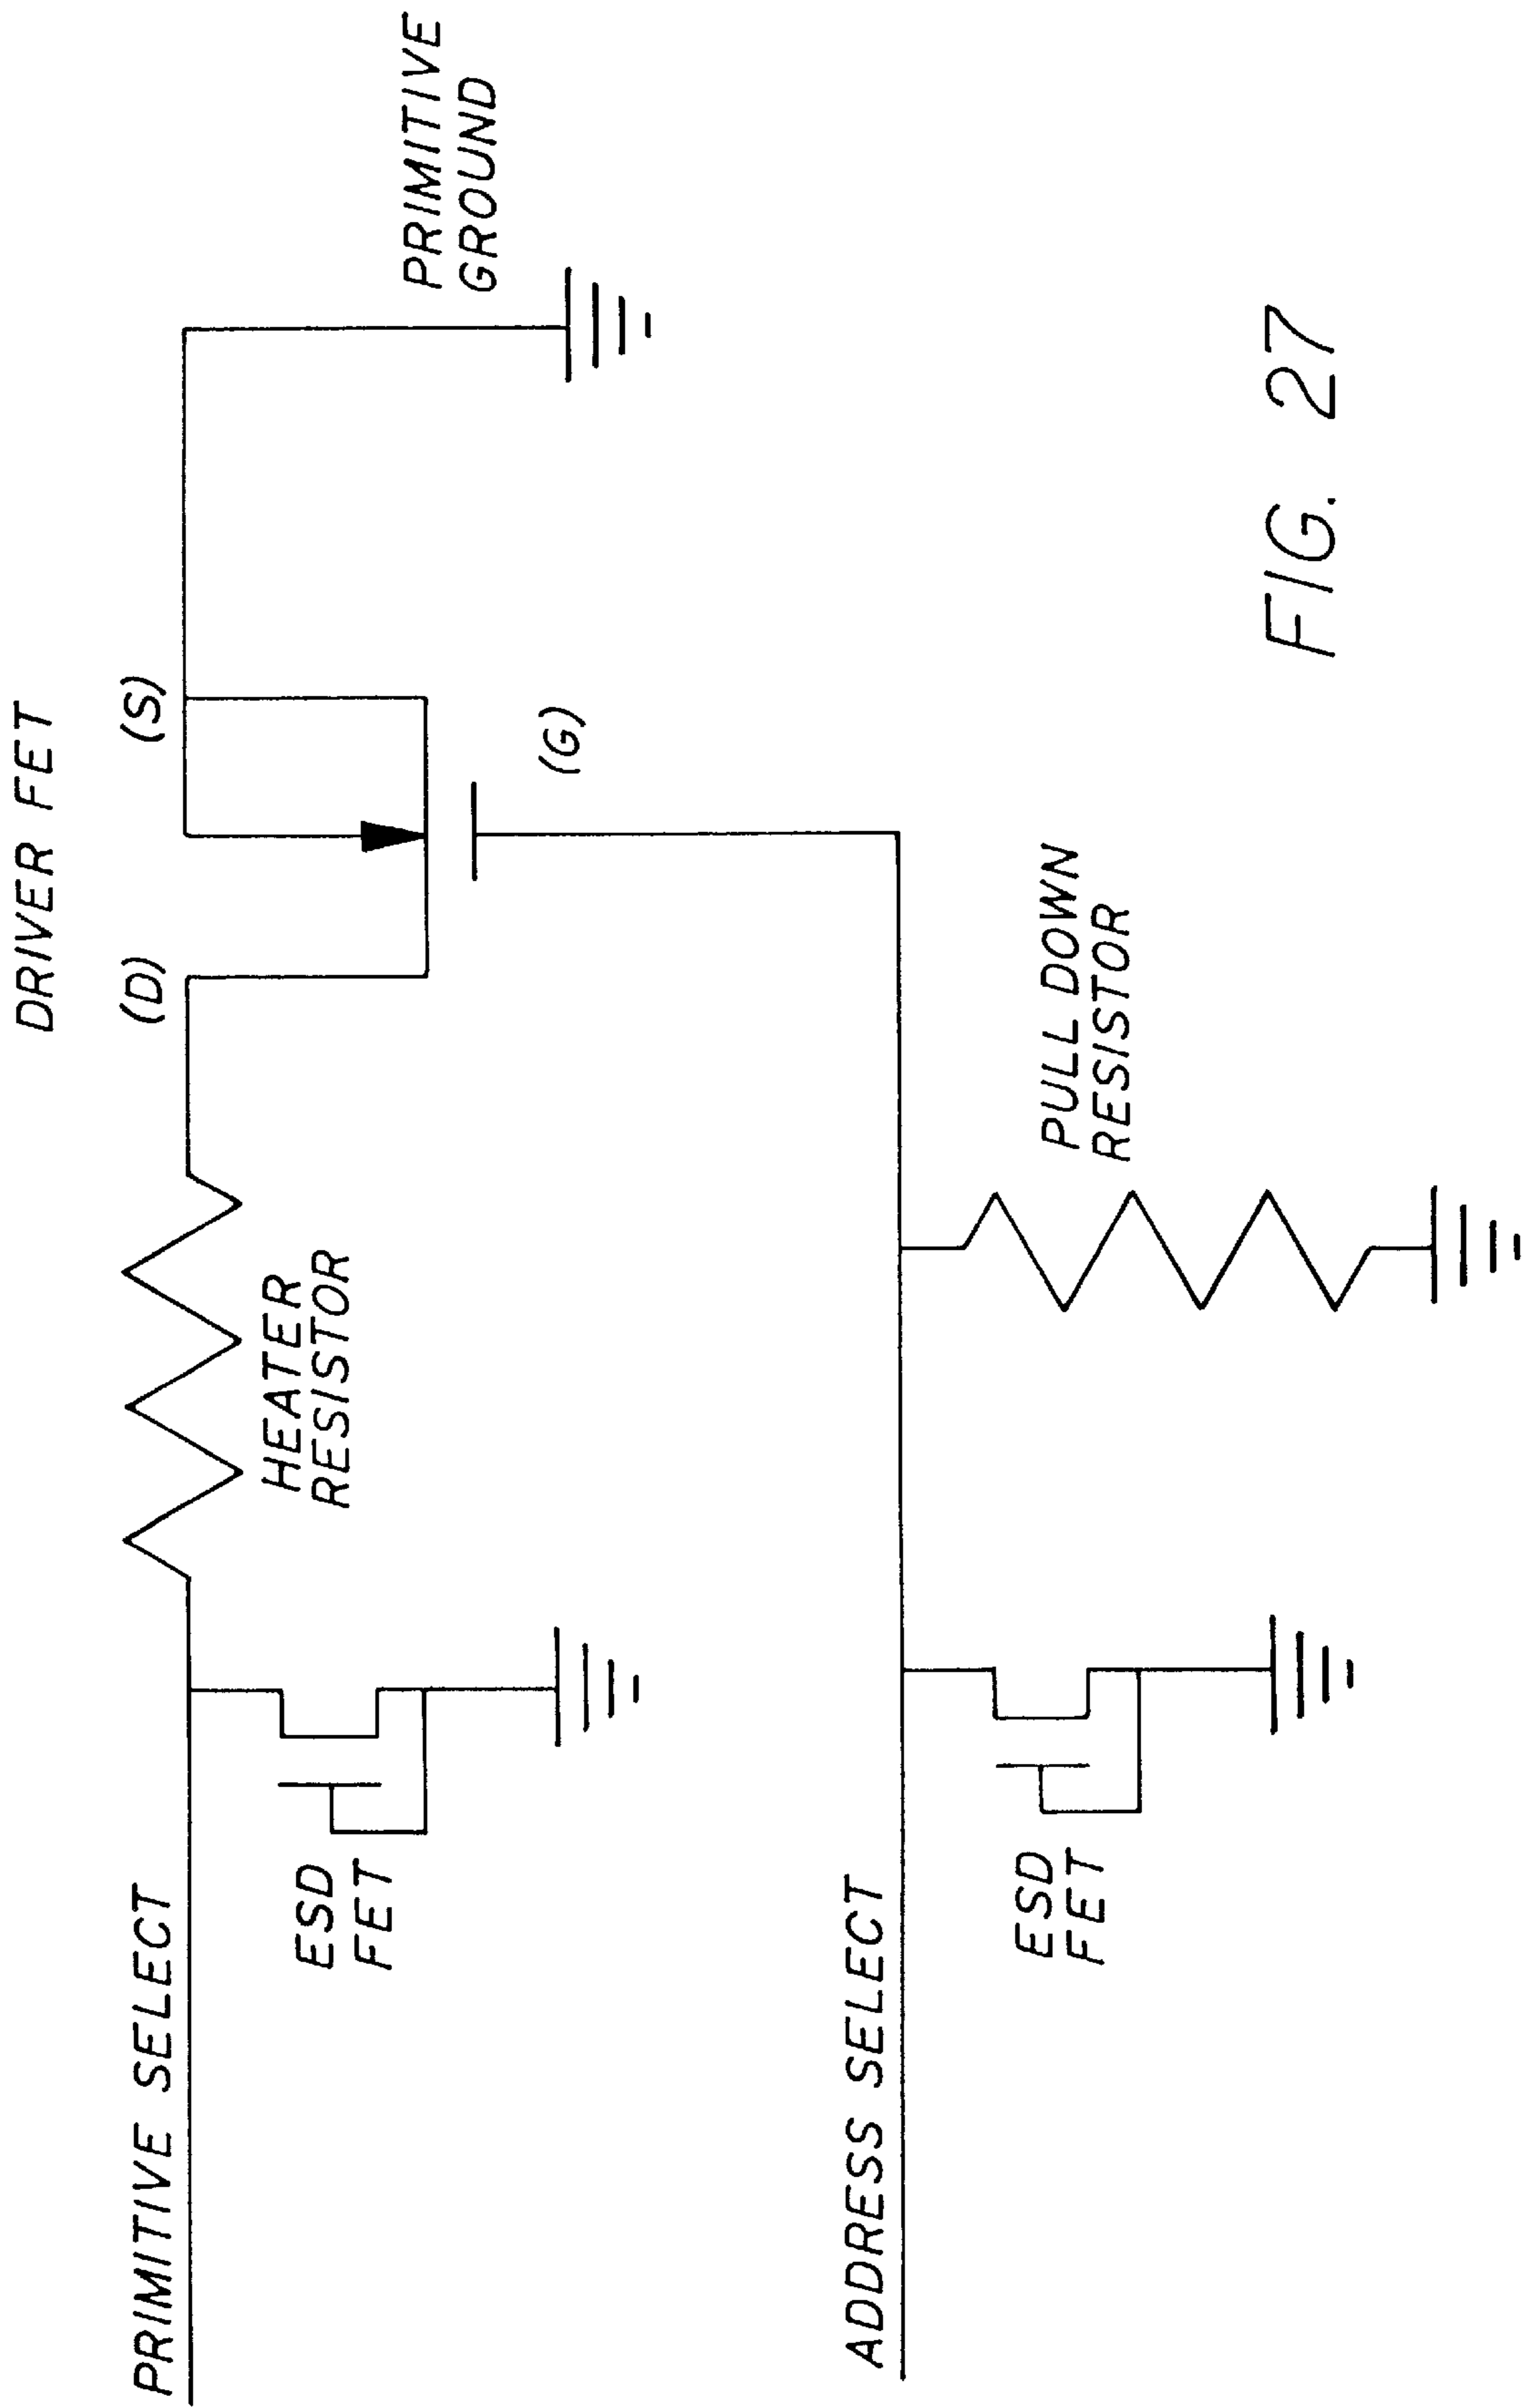 DRIVER FET
(D)
(S)
PRIMITIVE SELECT
HEATER
RESISTOR
PRIMITIVE
GROUND
ESD
FET
(G)
ADDRESS SELECT
PULL DOWN
RESISTOR
ESD
FET
FIG. 27